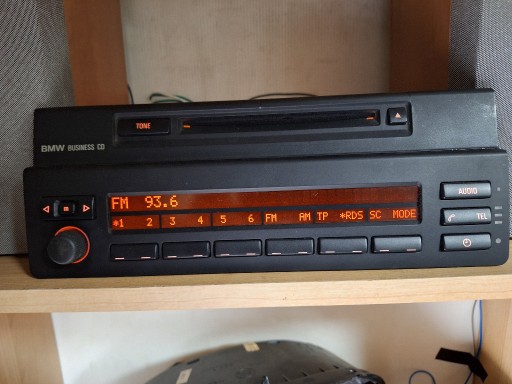 TONE
BMW BUSINESS CD
AUDIO
FM 93.6
*1 2 3 4 5 6 FM AM TP *RDS SC MODE
TEL